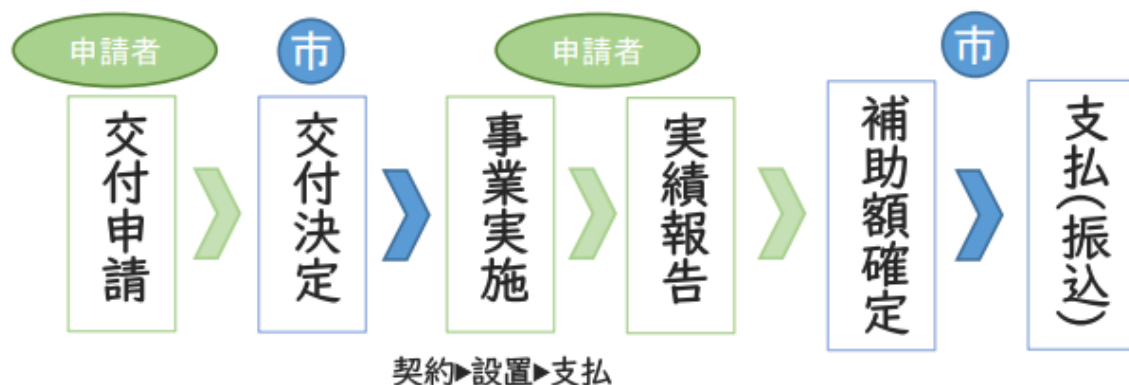 申請者
市
申請者
市
交付申請
交付決定
事業実施
実績報告
補助額確定
支払(振込)
契約▶設置▶支払